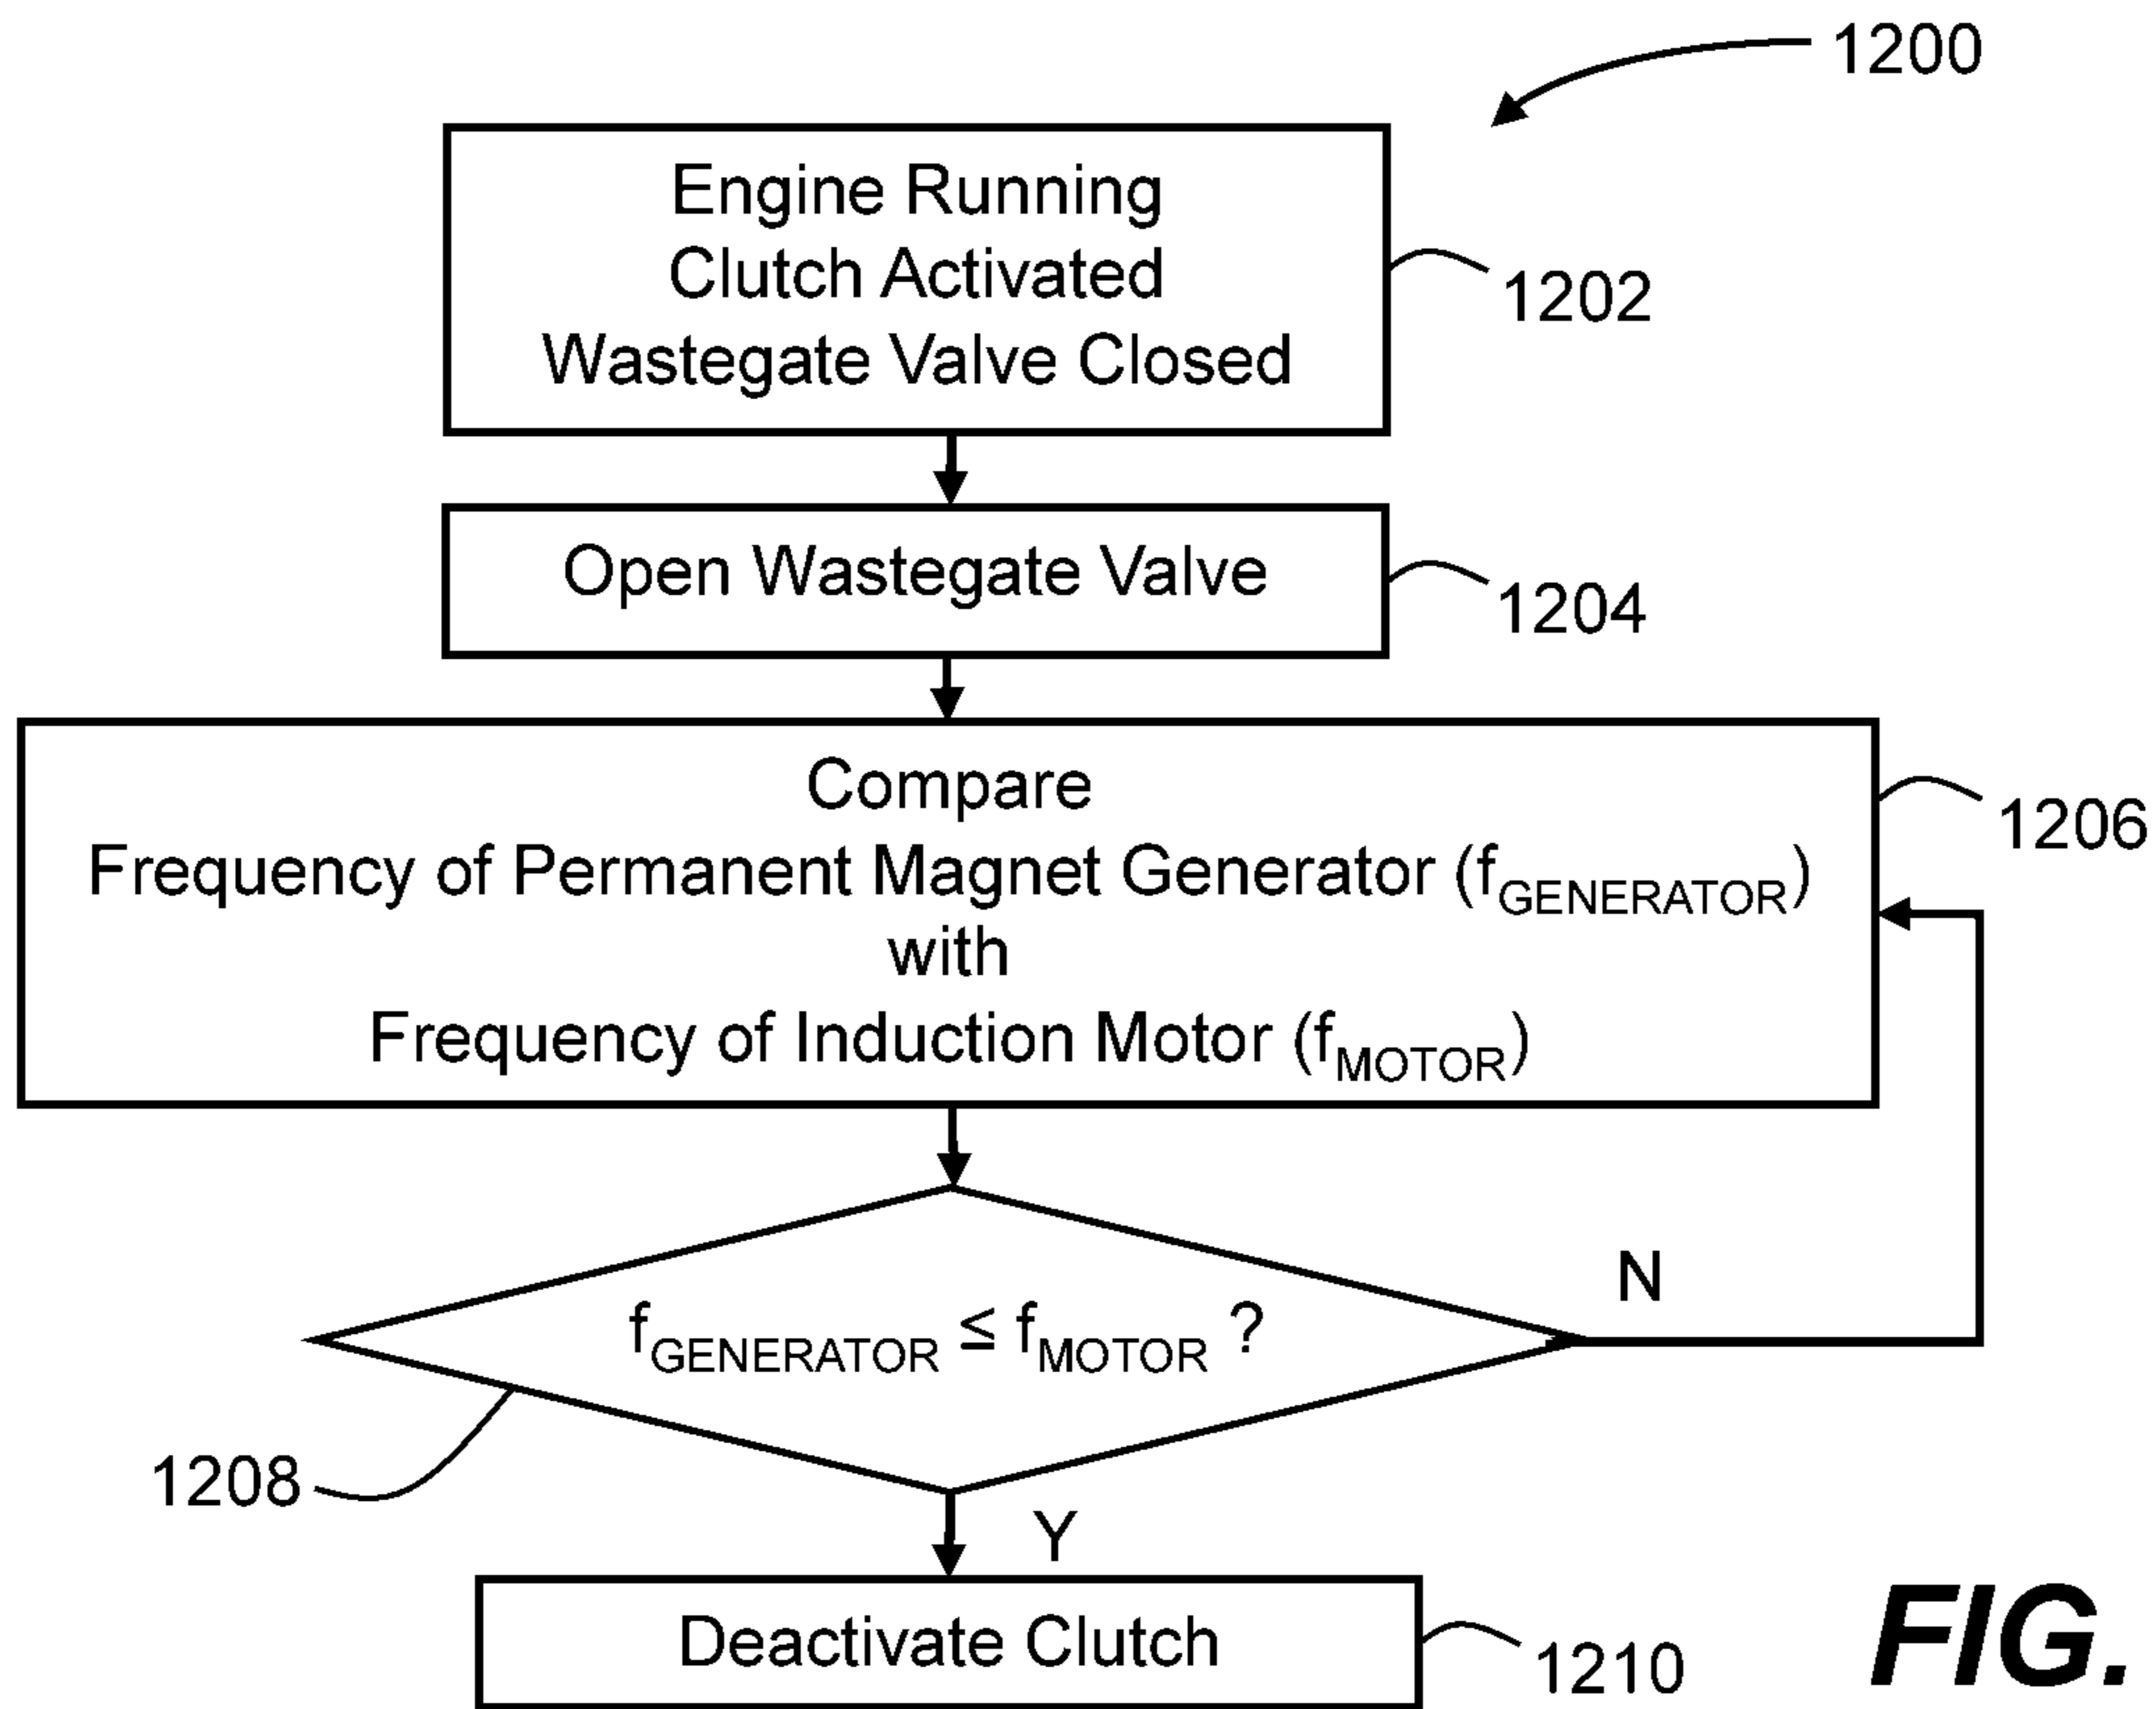 1200
Engine Running
Clutch Activated
Wastegate Valve Closed
1202
Open Wastegate Valve
1204
Compare
Frequency of Permanent Magnet Generator (fGENERATOR)
with
Frequency of Induction Motor (fMOTOR)
1206
fGENERATOR ≤ fMOTOR ?
N
1208
Y
Deactivate Clutch
1210
FIG.